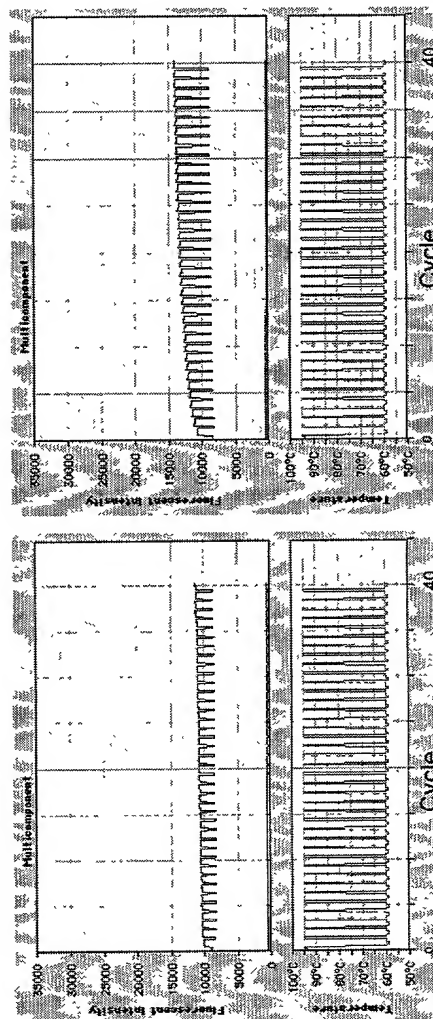 Multicomponent
35000
30000
25000
20000
15000
10000
5000
0
Fluorescent Intensity
100°C
90°C
80°C
70°C
60°C
50°C
Temperature
0
40
Cycle
Multicomponent
35000
30000
25000
20000
15000
10000
5000
0
Fluorescent Intensity
100°C
90°C
80°C
70°C
60°C
50°C
Temperature
0
40
Cycle